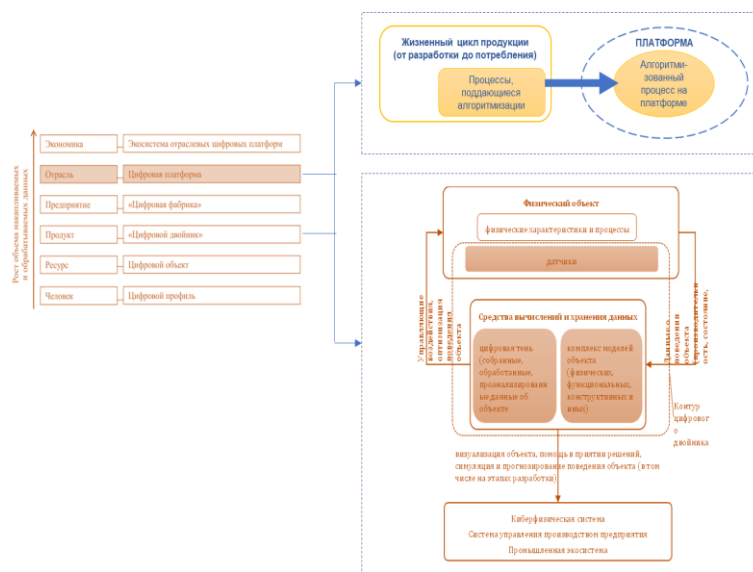 Рост объема накапливаемых
и обрабатываемых данных
Экономика
Экосистема отраслевых цифровых платформ
Отрасль
Цифровая платформа
Предприятие
«Цифровая фабрика»
Продукт
«Цифровой двойник»
Ресурс
Цифровой объект
Человек
Цифровой профиль
Жизненный цикл продукции
(от разработки до потребления)
Процессы,
поддающиеся
алгоритмизации
ПЛАТФОРМА
Алгоритми-
зованный
процесс на
платформе
Физический объект
физические характеристики и процессы
датчики
Управляющие
воздействия,
оптимизация
поведения
объекта
Средства вычислений и хранения данных
цифровая тень
(собранные,
обработанные,
проанализированн
ые данные об
объекте
комплекс моделей
объекта
(физических,
функциональных,
конструктивных и
иных)
Данные о
поведении
объекта
(производительн
ость, состояние,
Контур
цифровог
о
двойника
визуализация объекта, помощь в приятии решений,
симуляция и прогнозирование поведения объекта (в том
числе на этапах разработки)
Киберфизическая система
Система управления производством предприятия
Промышленная экосистема